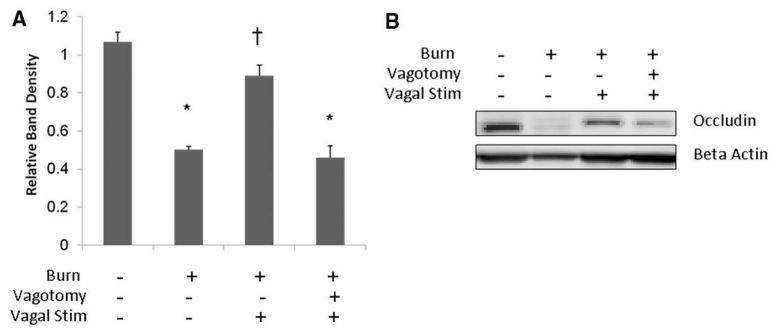 A
Relative Band Density
1.2
1
0.8
0.6
0.4
0.2
0
*
†
*
Burn - + + +
Vagotomy - - - +
Vagal Stim - - + +
B
Burn - + + +
Vagotomy - - - +
Vagal Stim - - + +
Occludin
Beta Actin